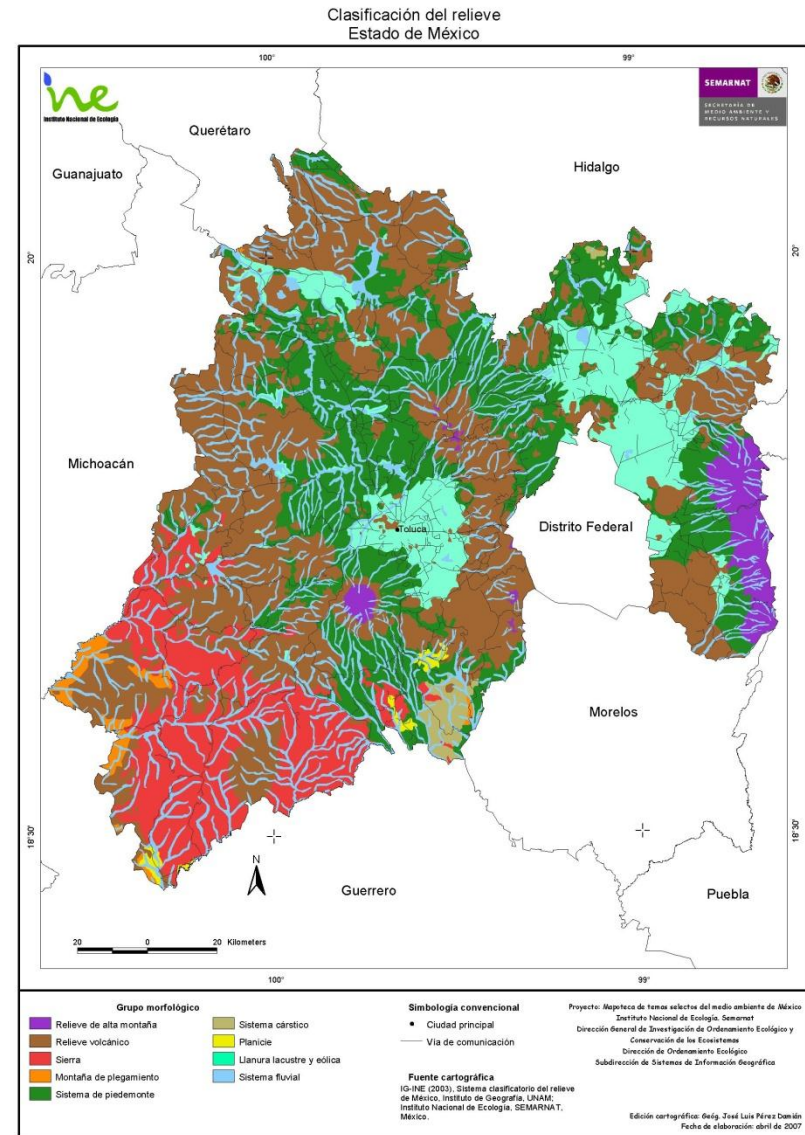 Clasificación del relieve
Estado de México
100°
99°
ine
Instituto Nacional de Ecología
SEMARNAT
SECRETARÍA DE
MEDIO AMBIENTE Y
RECURSOS NATURALES
Querétaro
Guanajuato
Hidalgo
20°
20°
Michoacán
Toluca
Distrito Federal
Morelos
18°30'
18°30'
N
Guerrero
Puebla
20 0 20 Kilometers
100°
99°
Grupo morfológico
Relieve de alta montaña
Relieve volcánico
Sierra
Montaña de plegamiento
Sistema de piedemonte
Sistema cárstico
Planicie
Llanura lacustre y eólica
Sistema fluvial
Simbología convencional
Ciudad principal
Vía de comunicación
Fuente cartográfica
IG-INE (2003), Sistema clasificatorio del relieve
de México, Instituto de Geografía, UNAM;
Instituto Nacional de Ecología, SEMARNAT,
México.
Proyecto: Mapoteca de temas selectos del medio ambiente de México
Instituto Nacional de Ecología, Semarnat
Dirección General de Investigación de Ordenamiento Ecológico y
Conservación de los Ecosistemas
Dirección de Ordenamiento Ecológico
Subdirección de Sistemas de Información Geográfica
Edición cartográfica: Geóg. José Luis Pérez Damián
Fecha de elaboración: abril de 2007